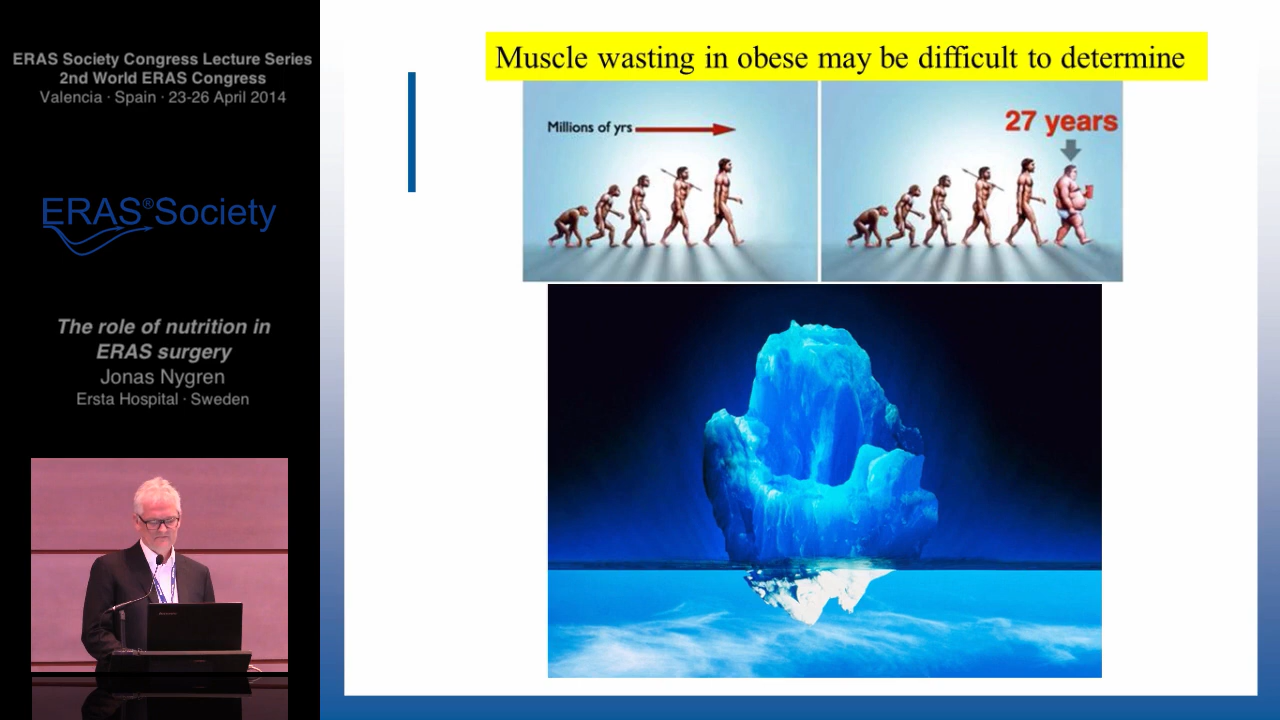 ERAS Society Congress Lecture Series
2nd World ERAS Congress
Valencia · Spain · 23-26 April 2014
ERAS®Society
The role of nutrition in
ERAS surgery
Jonas Nygren
Ersta Hospital · Sweden
Muscle wasting in obese may be difficult to determine
Millions of yrs
27 years